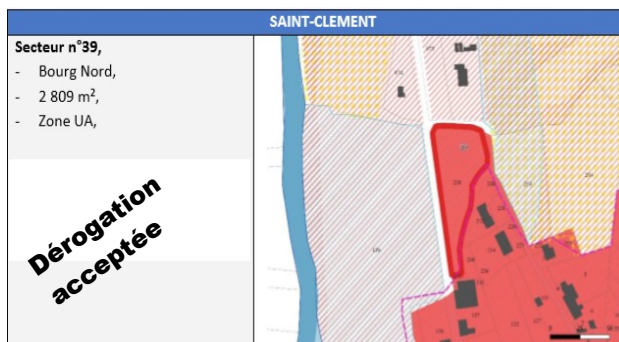 SAINT-CLEMENT
Secteur n°39,
- Bourg Nord,
- 2 809 m²,
- Zone UA,
Dérogation
acceptée